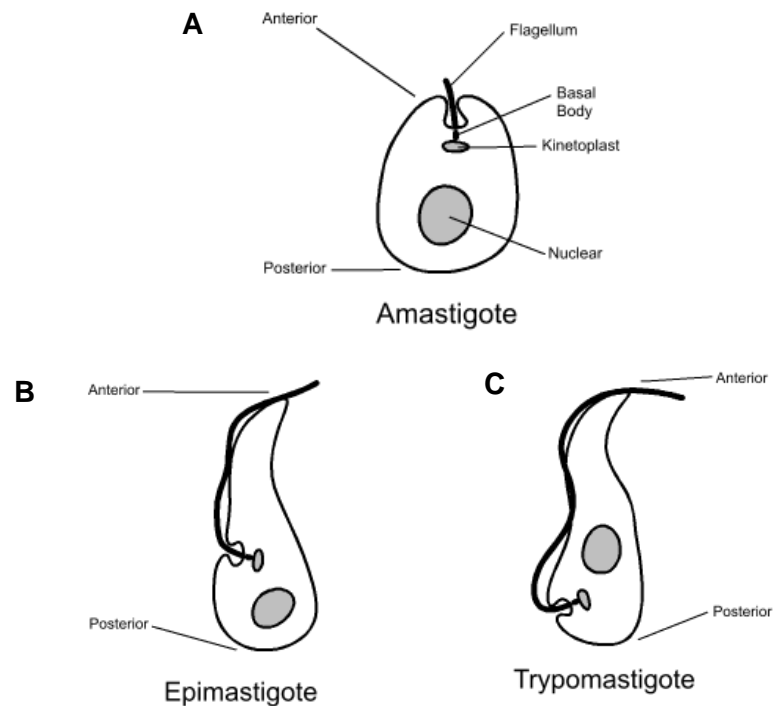 A
Anterior
Flagellum
Basal
Body
Kinetoplast
Nuclear
Posterior
Amastigote
B
Anterior
Posterior
Epimastigote
C
Anterior
Posterior
Trypomastigote